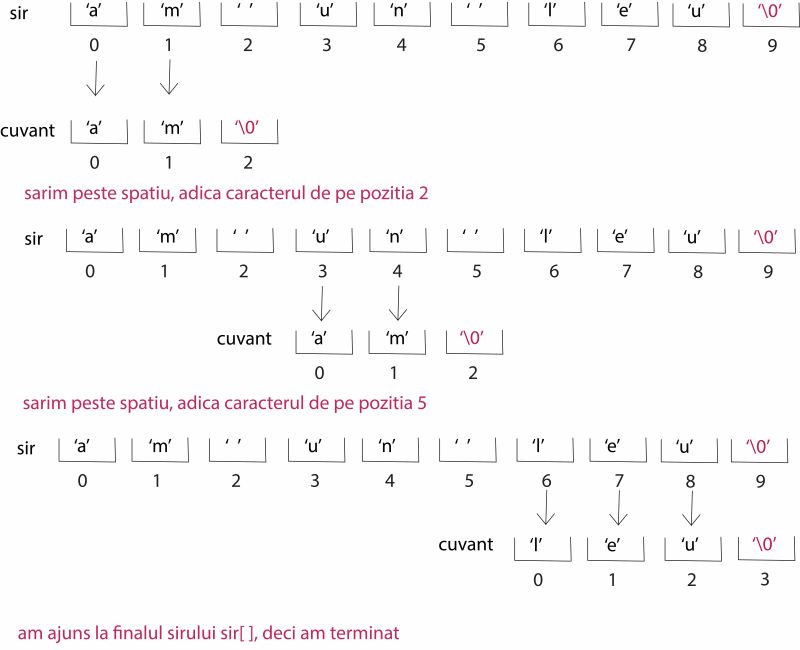 sir 'a' 'm' ' ' 'u' 'n' ' ' 'l' 'e' 'u' '\0'
0 1 2 3 4 5 6 7 8 9
cuvant 'a' 'm' '\0'
0 1 2
sarim peste spatiu, adica caracterul de pe pozitia 2
sir 'a' 'm' ' ' 'u' 'n' ' ' 'l' 'e' 'u' '\0'
0 1 2 3 4 5 6 7 8 9
cuvant 'a' 'm' '\0'
0 1 2
sarim peste spatiu, adica caracterul de pe pozitia 5
sir 'a' 'm' ' ' 'u' 'n' ' ' 'l' 'e' 'u' '\0'
0 1 2 3 4 5 6 7 8 9
cuvant 'l' 'e' 'u' '\0'
0 1 2 3
am ajuns la finalul sirului sir[ ], deci am terminat